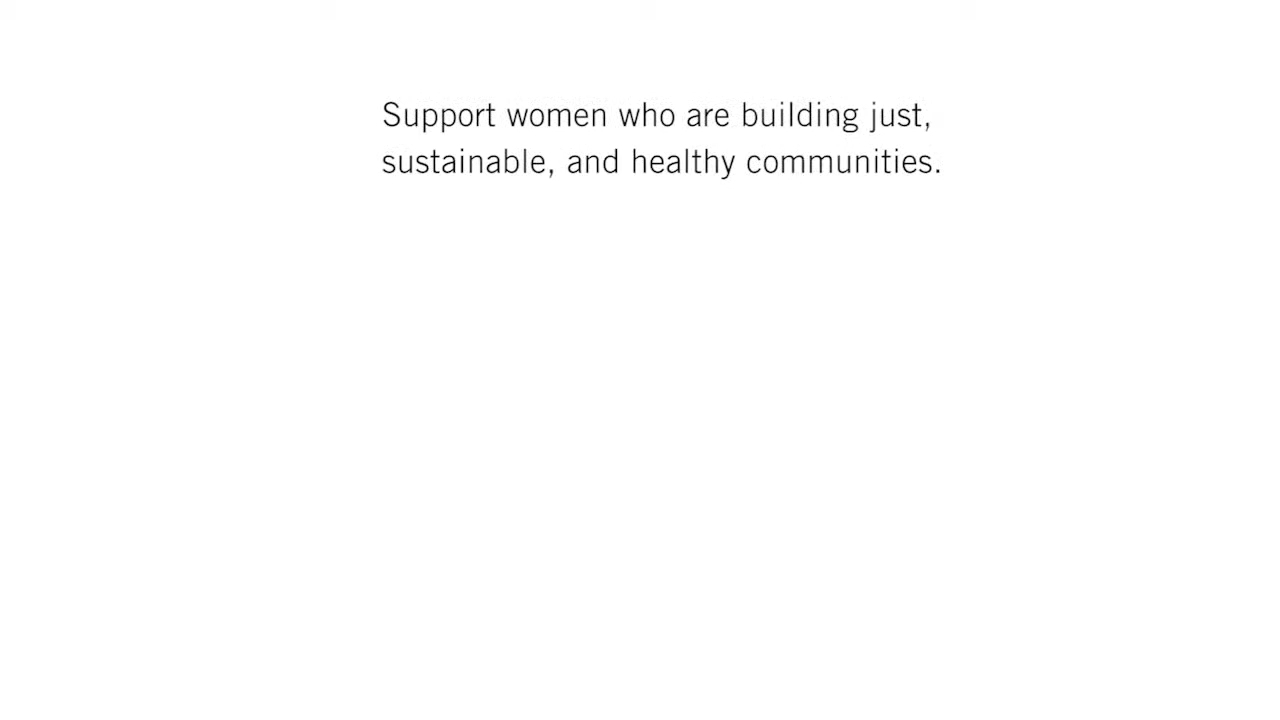 Support women who are building just,
sustainable, and healthy communities.